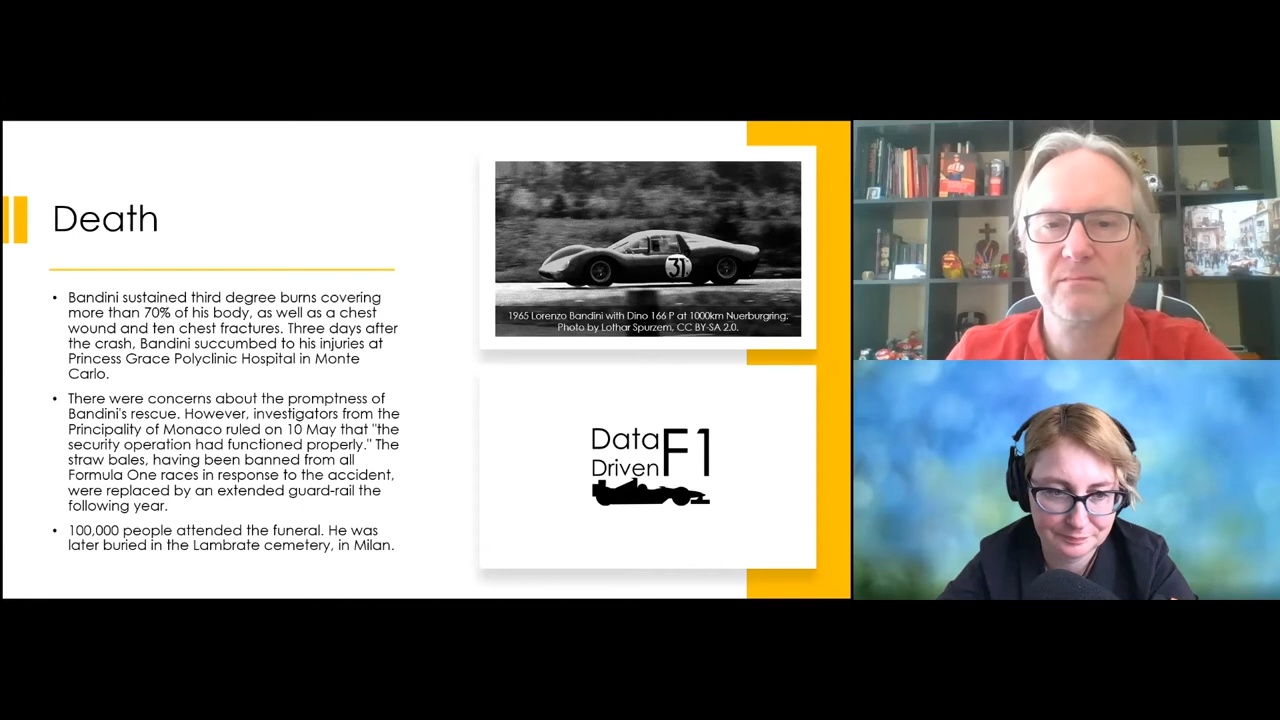 Death
• Bandini sustained third degree burns covering
more than 70% of his body, as well as a chest
wound and ten chest fractures. Three days after
the crash, Bandini succumbed to his injuries at
Princess Grace Polyclinic Hospital in Monte
Carlo.
• There were concerns about the promptness of
Bandini's rescue. However, investigators from the
Principality of Monaco ruled on 10 May that "the
security operation had functioned properly." The
straw bales, having been banned from all
Formula One races in response to the accident,
were replaced by an extended guard-rail the
following year.
• 100,000 people attended the funeral. He was
later buried in the Lambrate cemetery, in Milan.
31
1965 Lorenzo Bandini with Dino 166 P at 1000km Nuerburgring.
Photo by Lothar Spurzem, CC BY-SA 2.0.
Data
Driven F1